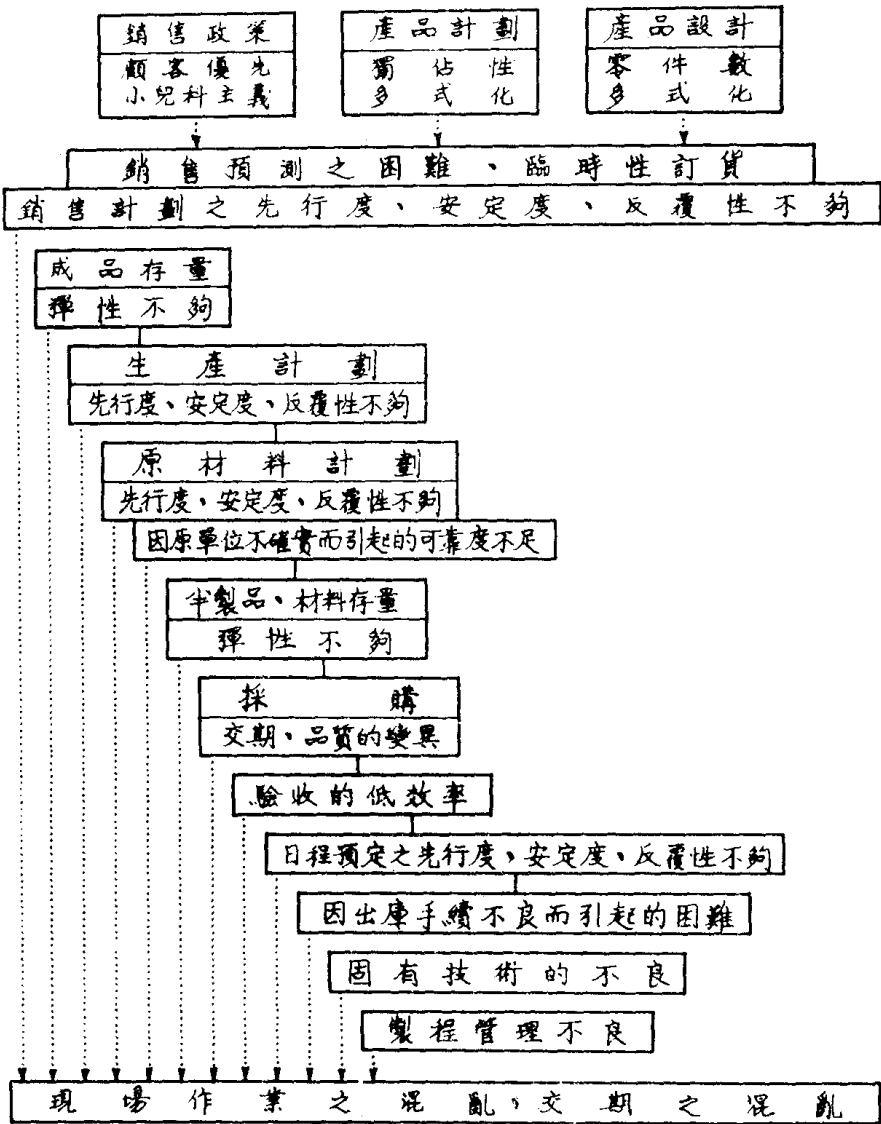 銷售政策
顧客優先
小兒科主義
產品計劃
獨佔性
多式化
產品設計
零件數
多式化
銷售預測之困難、臨時性訂貨
銷售計劃之先行度、安定度、反覆性不夠
成品存量
彈性不夠
生產計劃
先行度、安定度、反覆性不夠
原材料計劃
先行度、安定度、反覆性不夠
因原單位不確實而引起的可靠度不足
半製品、材料存量
彈性不夠
採購
交期、品質的變異
驗收的低效率
日程預定之先行度、安定度、反覆性不夠
因出庫手續不良而引起的困難
固有技術的不良
製程管理不良
現場作業之混亂，交期之混亂